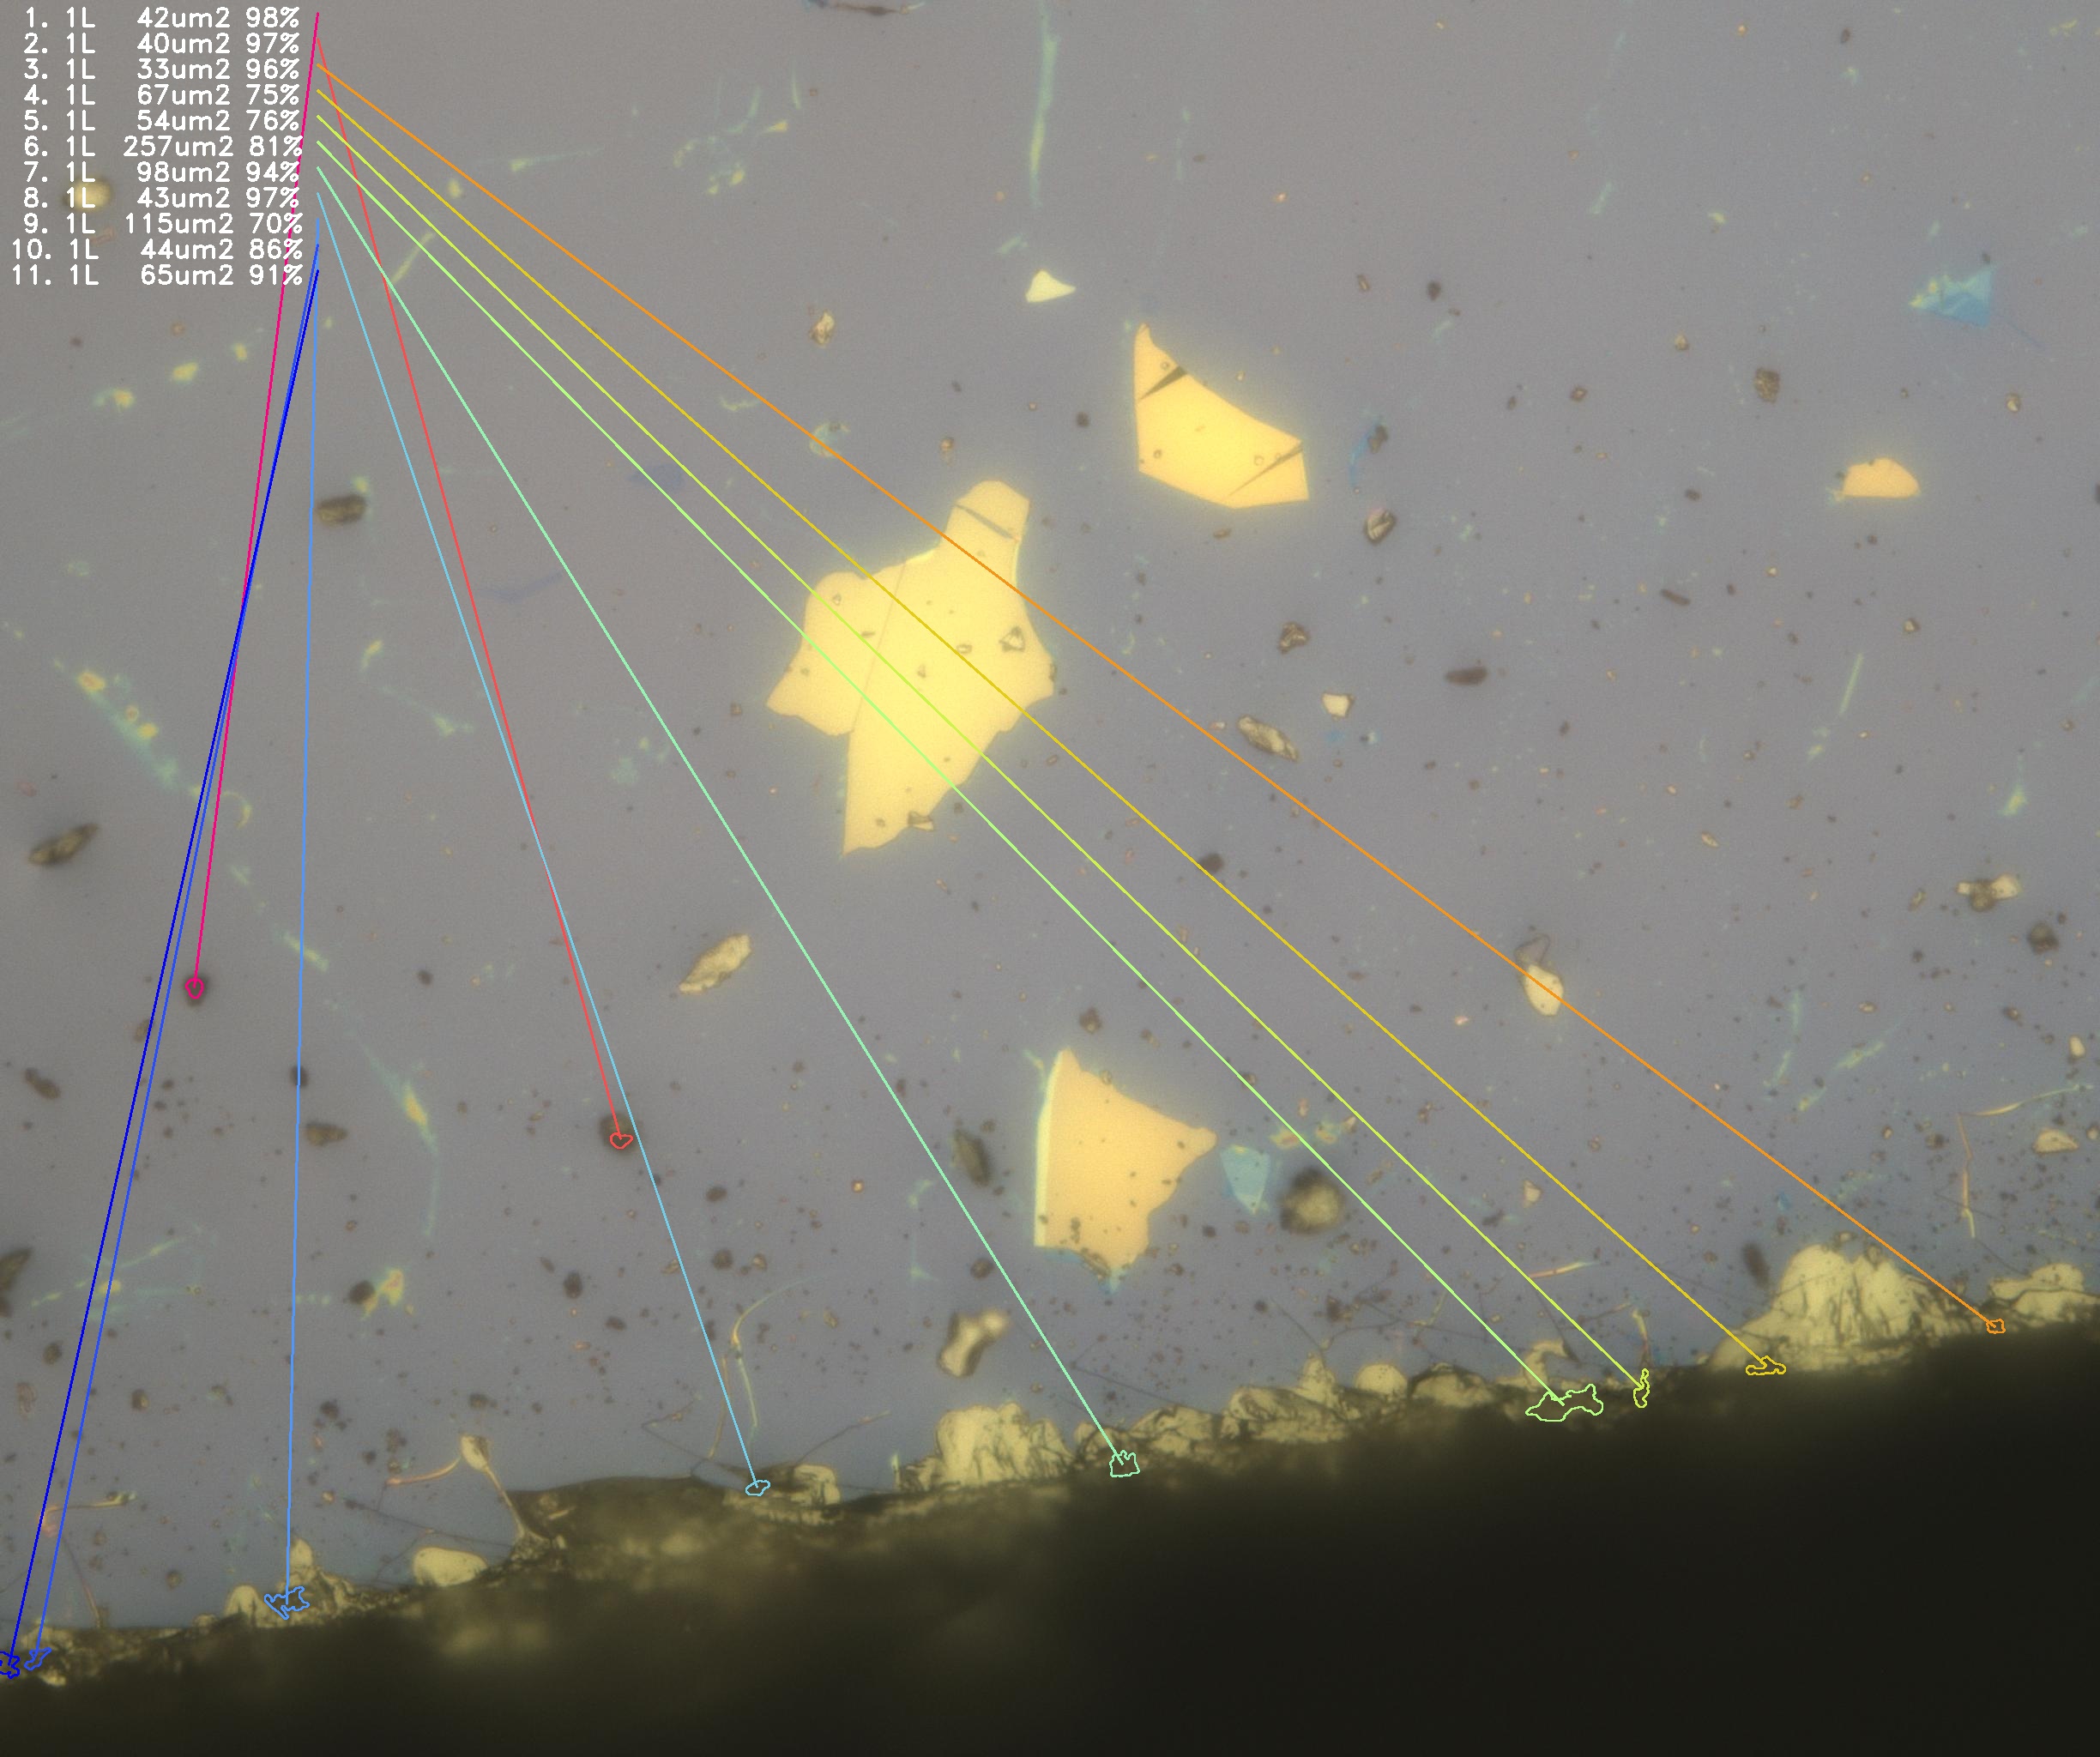 1. 1L 42um2 98%
2. 1L 40um2 97%
3. 1L 33um2 96%
4. 1L 67um2 75%
5. 1L 54um2 76%
6. 1L 257um2 81%
7. 1L 98um2 94%
8. 1L 43um2 97%
9. 1L 115um2 70%
10. 1L 44um2 86%
11. 1L 65um2 91%